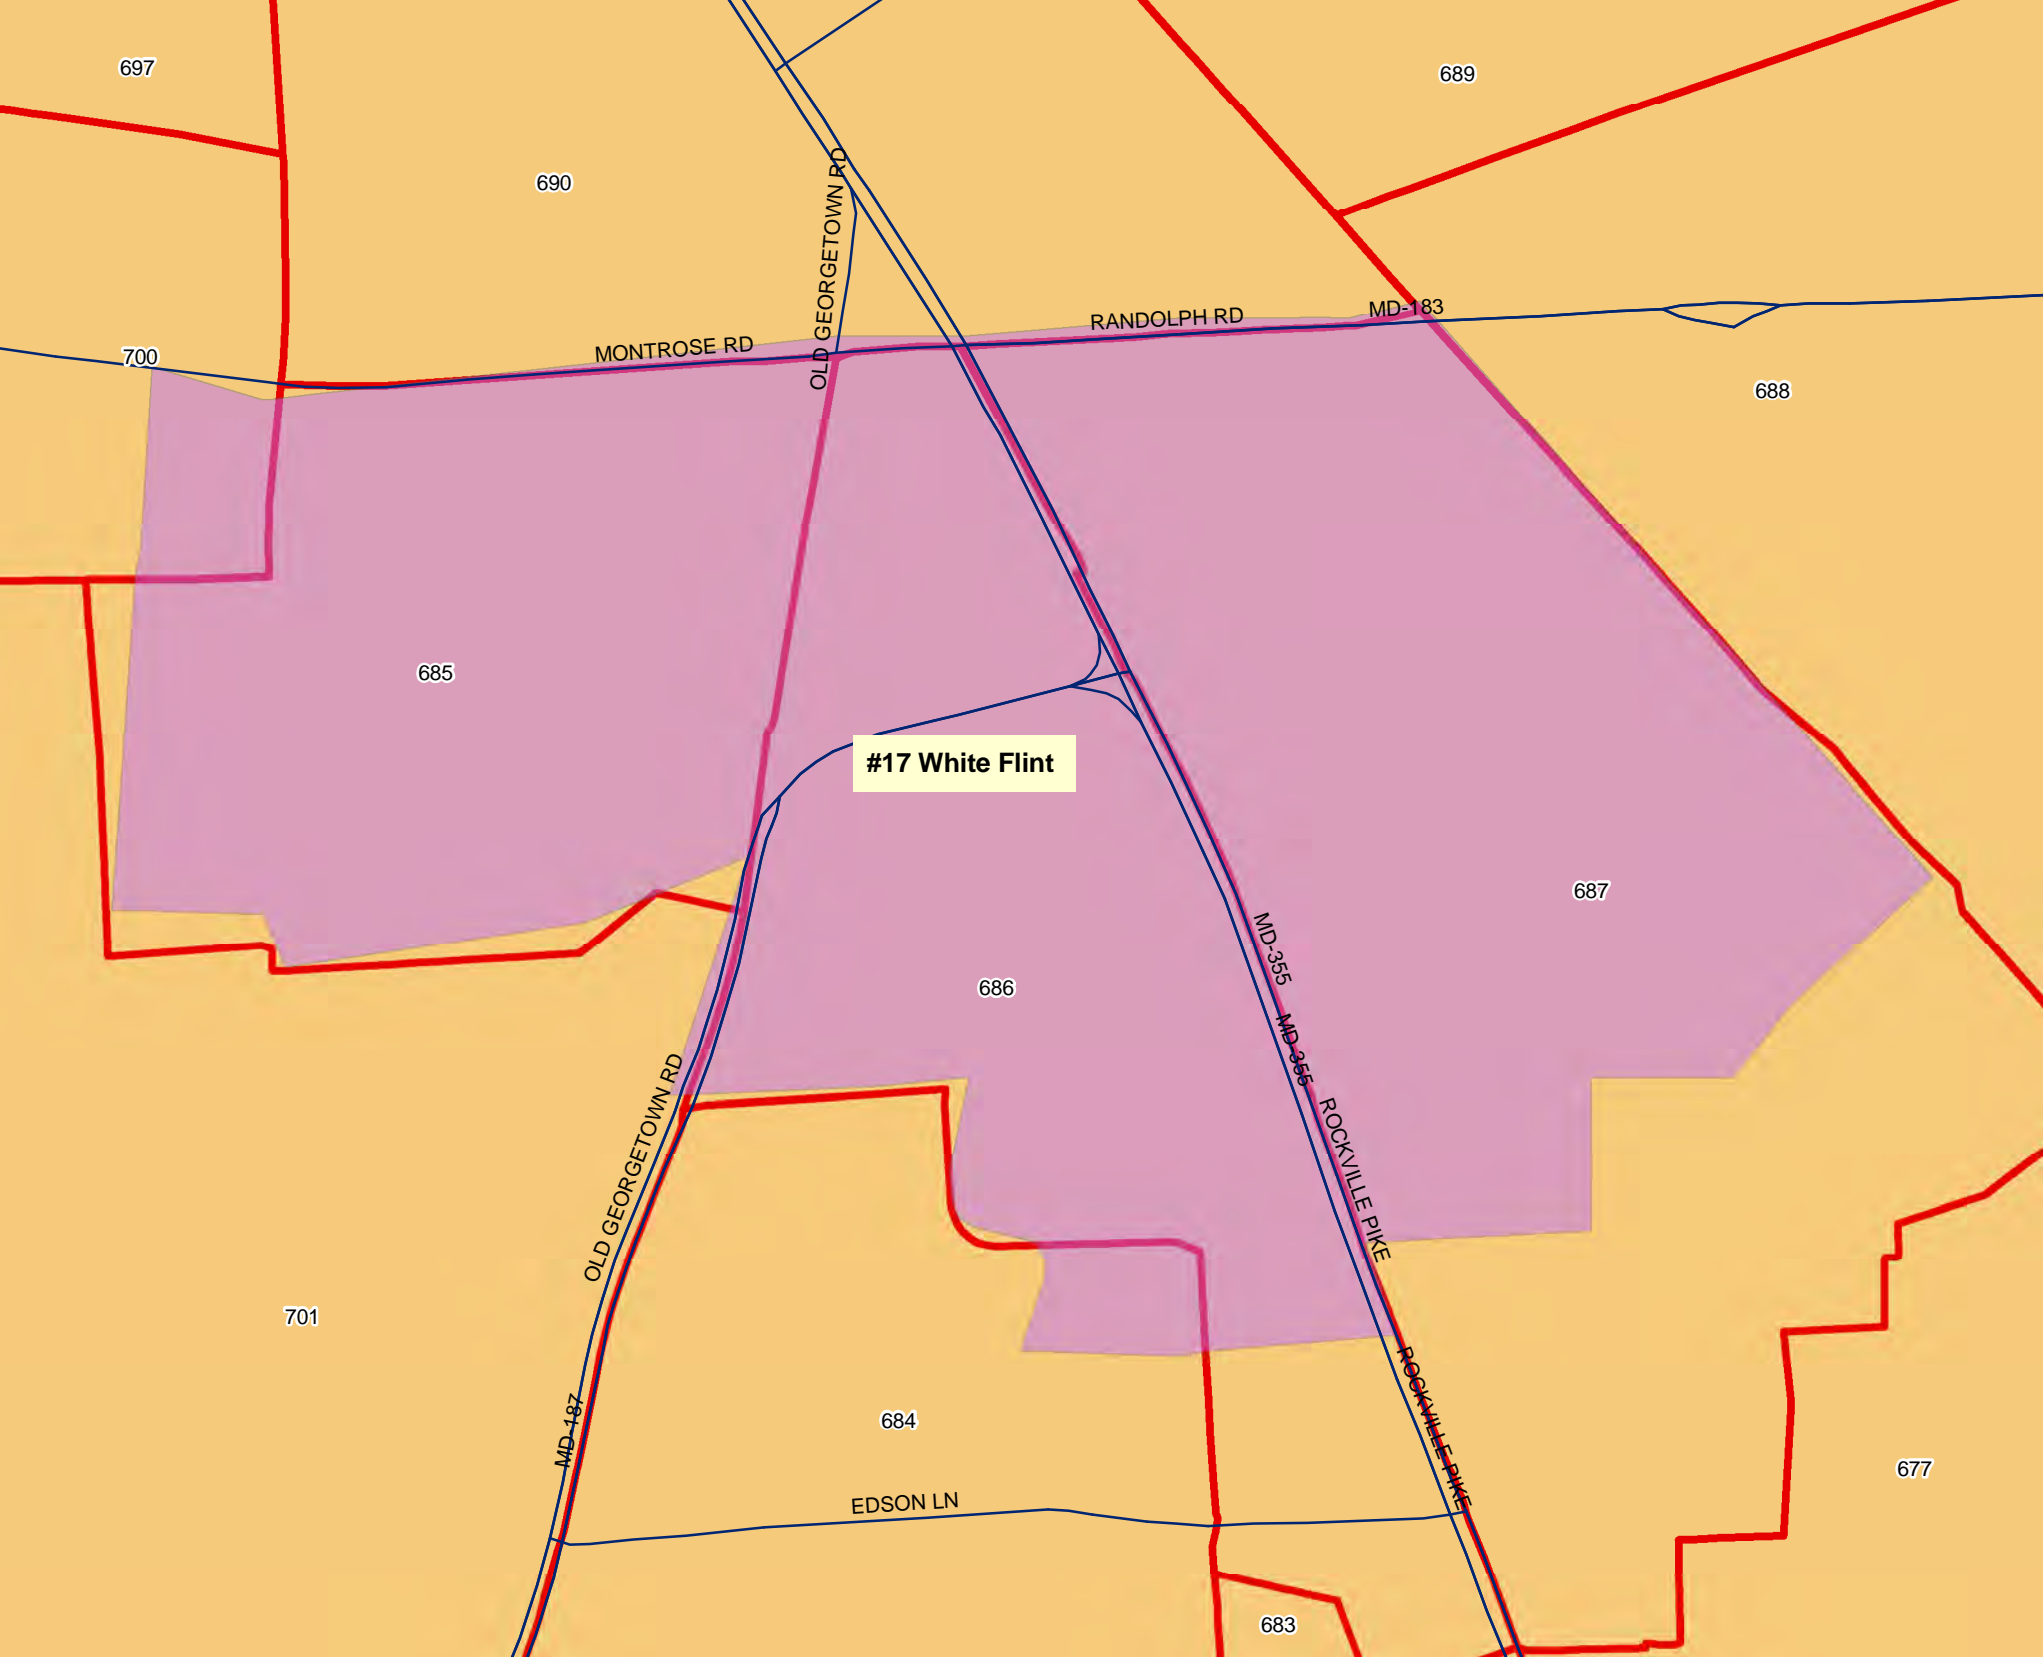 697
689
690
OLD GEORGETOWN RD
MD-183
RANDOLPH RD
MONTROSE RD
700
688
685
#17 White Flint
687
MD-355
686
MD-355
OLD GEORGETOWN RD
ROCKVILLE PIKE
701
ROCKVILLE PIKE
684
MD-187
677
EDSON LN
683